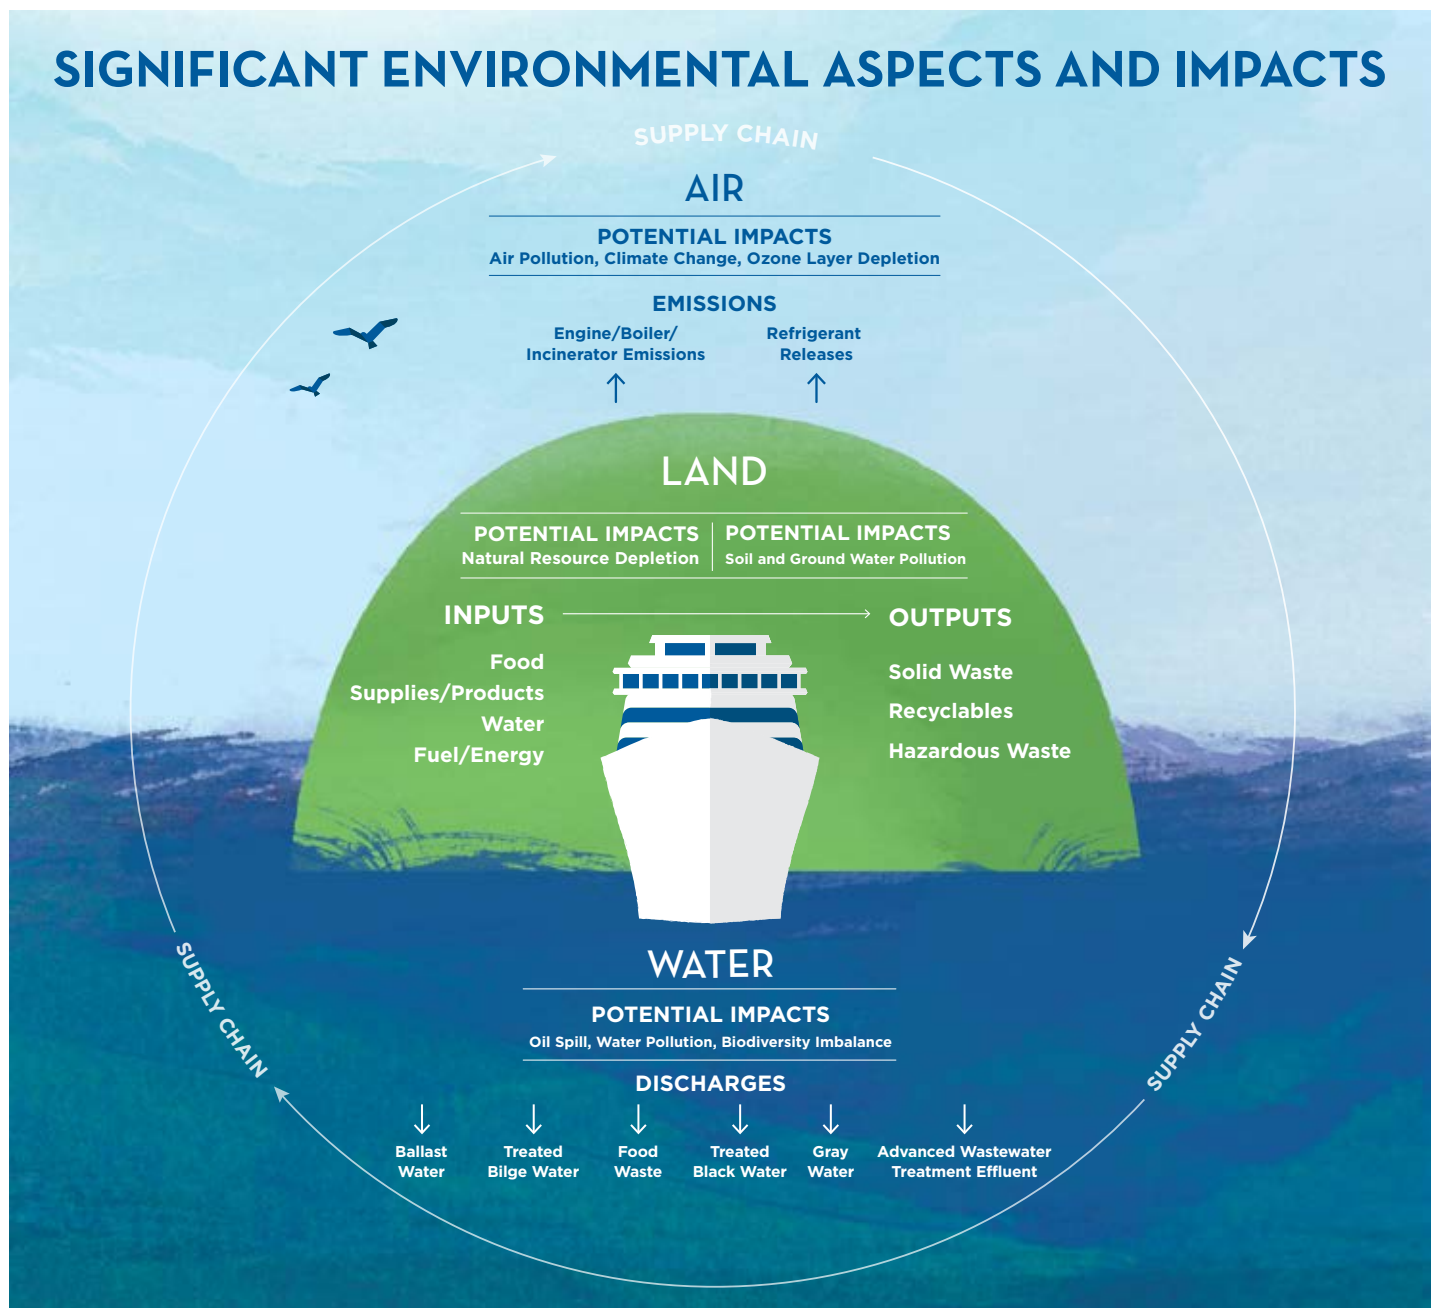 SIGNIFICANT ENVIRONMENTAL ASPECTS AND IMPACTS
SUPPLY CHAIN
AIR
POTENTIAL IMPACTS
Air Pollution, Climate Change, Ozone Layer Depletion
EMISSIONS
Engine/Boiler/
Incinerator Emissions
Refrigerant
Releases
LAND
POTENTIAL IMPACTS
Natural Resource Depletion
POTENTIAL IMPACTS
Soil and Ground Water Pollution
INPUTS
Food
Supplies/Products
Water
Fuel/Energy
OUTPUTS
Solid Waste
Recyclables
Hazardous Waste
SUPPLY CHAIN
SUPPLY CHAIN
WATER
POTENTIAL IMPACTS
Oil Spill, Water Pollution, Biodiversity Imbalance
DISCHARGES
Ballast
Water
Treated
Bilge Water
Food
Waste
Treated
Black Water
Gray
Water
Advanced Wastewater
Treatment Effluent